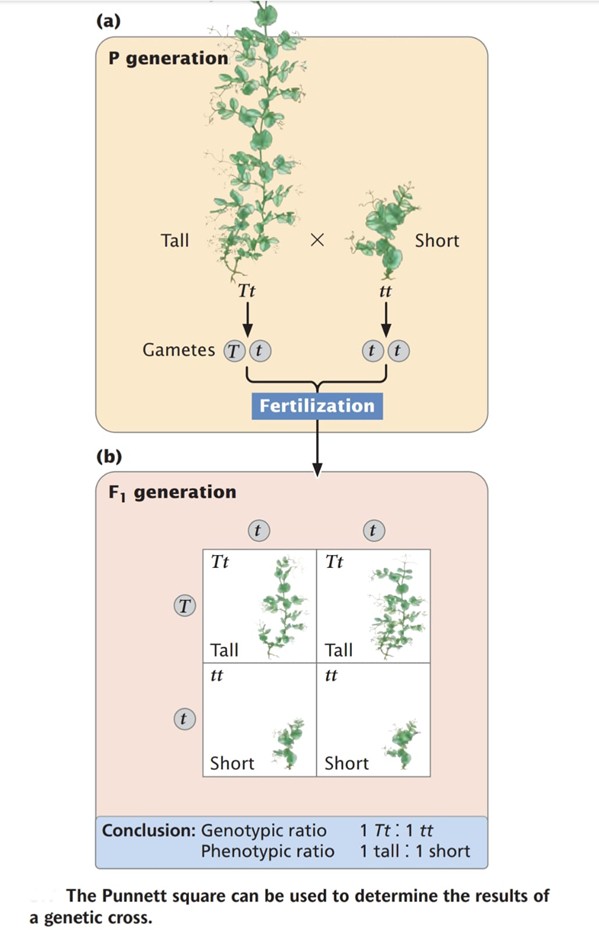 (a)
P generation
Tall × Short
Tt tt
Gametes T t t t
Fertilization
(b)
F₁ generation
t t
Tt Tt
T
Tall Tall
tt tt
t
Short Short
Conclusion: Genotypic ratio 1 Tt : 1 tt
Phenotypic ratio 1 tall : 1 short
The Punnett square can be used to determine the results of
a genetic cross.